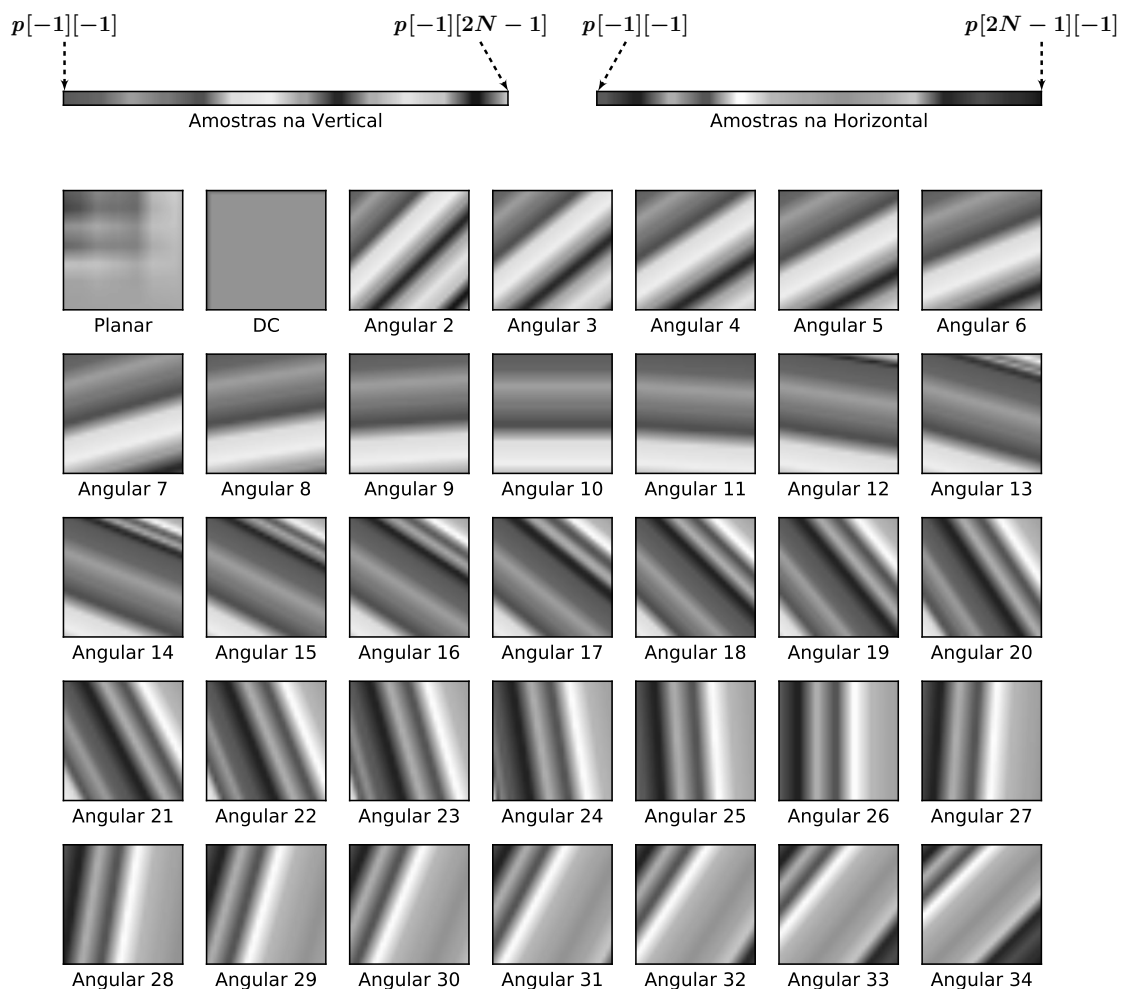 p[−1][−1] p[−1][2N − 1] p[−1][−1] p[2N − 1][−1]
Amostras na Vertical Amostras na Horizontal
Planar DC Angular 2 Angular 3 Angular 4 Angular 5 Angular 6
Angular 7 Angular 8 Angular 9 Angular 10 Angular 11 Angular 12 Angular 13
Angular 14 Angular 15 Angular 16 Angular 17 Angular 18 Angular 19 Angular 20
Angular 21 Angular 22 Angular 23 Angular 24 Angular 25 Angular 26 Angular 27
Angular 28 Angular 29 Angular 30 Angular 31 Angular 32 Angular 33 Angular 34